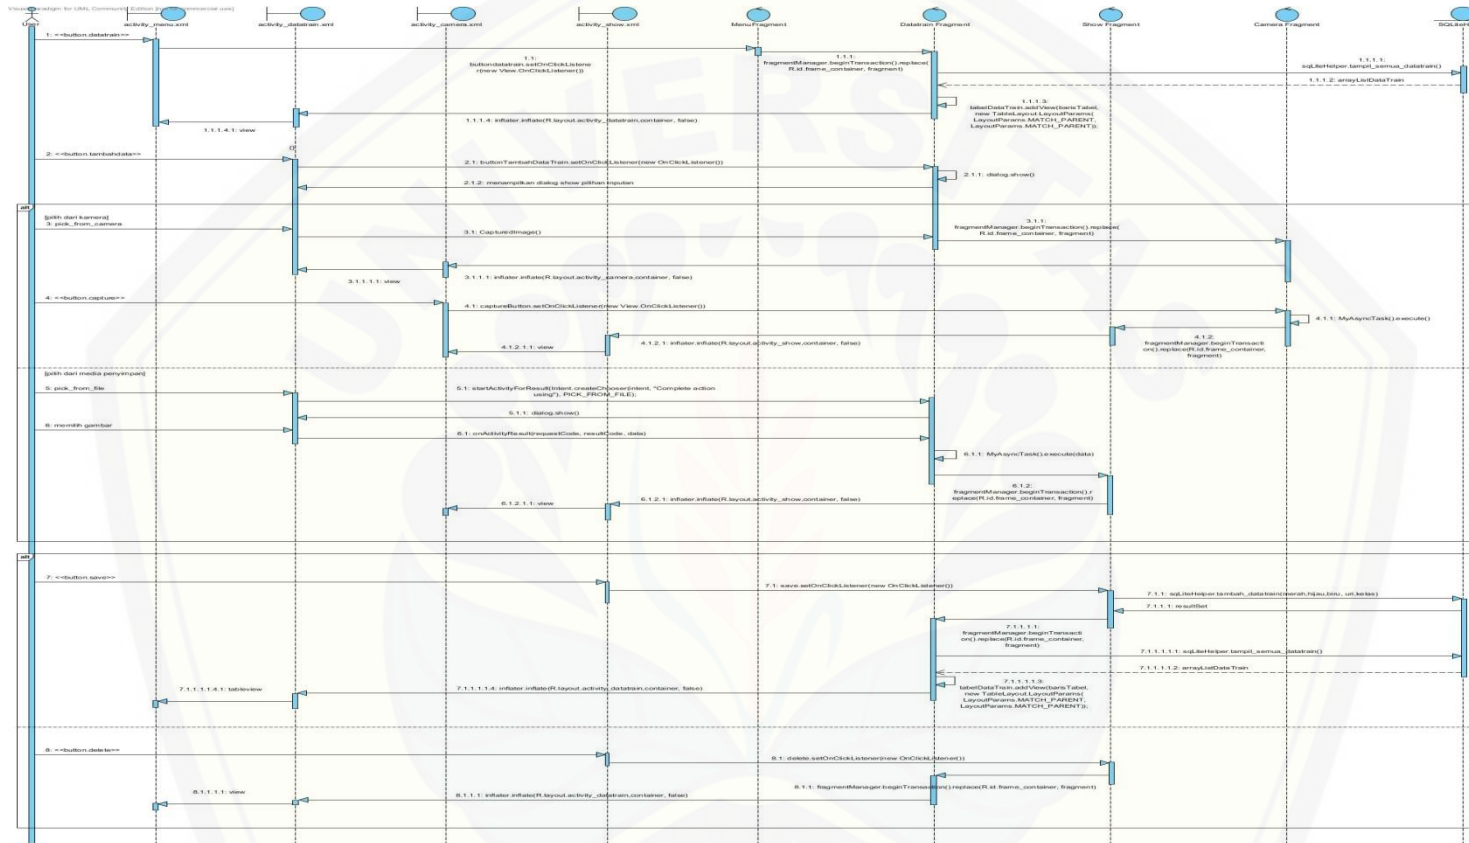 Visual Paradigm for UML Community Edition [not for commercial use]
User
activity_menu.xml
activity_datatrain.xml
activity_camera.xml
activity_show.xml
MenuFragment
Datatrain Fragment
Show Fragment
Camera Fragment
SQLiteH
1: <<button.datatrain>>
1.1:
buttondatatrain.setOnClickListene
r(new View.OnClickListener())
1.1.1:
fragmentManager.beginTransaction().replace(
R.id.frame_container, fragment)
1.1.1.1:
sqLiteHelper.tampil_semua_datatrain()
1.1.1.2: arrayListDataTrain
1.1.1.3:
tabelDataTrain.addView(barisTabel,
new TableLayout.LayoutParams(
LayoutParams.MATCH_PARENT,
LayoutParams.MATCH_PARENT));
1.1.1.4: inflater.inflate(R.layout.activity_datatrain,container, false)
1.1.1.4.1: view
()
2: <<button.tambahdata>>
2.1: buttonTambahDataTrain.setOnClickListener(new OnClickListener())
2.1.1: dialog.show()
2.1.2: menampilkan dialog show pilihan inputan
alt
[pilih dari kamera]
3: pick_from_camera
3.1: CapturedImage()
3.1.1:
fragmentManager.beginTransaction().replace(
R.id.frame_container, fragment)
3.1.1.1: inflater.inflate(R.layout.activity_camera,container, false)
3.1.1.1.1: view
4: <<button.capture>>
4.1: captureButton.setOnClickListener(new View.OnClickListener())
4.1.1: MyAsyncTask().execute()
4.1.2:
fragmentManager.beginTransacti
on().replace(R.id.frame_container,
fragment)
4.1.2.1: inflater.inflate(R.layout.activity_show,container, false)
4.1.2.1.1: view
[pilih dari media penyimpan]
5: pick_from_file
5.1: startActivityForResult(Intent.createChooser(intent, "Complete action
using"), PICK_FROM_FILE);
5.1.1: dialog.show()
6: memilih gambar
6.1: onActivityResult(requestCode, resultCode, data)
6.1.1: MyAsyncTask().execute(data)
6.1.2:
fragmentManager.beginTransaction().r
eplace(R.id.frame_container, fragment)
6.1.2.1: inflater.inflate(R.layout.activity_show,container, false)
6.1.2.1.1: view
alt
7: <<button.save>>
7.1: save.setOnClickListener(new OnClickListener())
7.1.1: sqLiteHelper.tambah_datatrain(merah,hijau,biru, uri,kelas)
7.1.1.1: resultSet
7.1.1.1.1:
fragmentManager.beginTransacti
on().replace(R.id.frame_container,
fragment)
7.1.1.1.1.1: sqLiteHelper.tampil_semua_datatrain()
7.1.1.1.1.2: arrayListDataTrain
7.1.1.1.1.3:
tabelDataTrain.addView(barisTabel,
new TableLayout.LayoutParams(
LayoutParams.MATCH_PARENT,
LayoutParams.MATCH_PARENT));
7.1.1.1.1.4: inflater.inflate(R.layout.activity_datatrain,container, false)
7.1.1.1.1.4.1: tableview
8: <<button.delete>>
8.1: delete.setOnClickListener(new OnClickListener())
8.1.1: fragmentManager.beginTransaction().replace(R.id.frame_container, fragment)
8.1.1.1: inflater.inflate(R.layout.activity_datatrain,container, false)
8.1.1.1.1: view